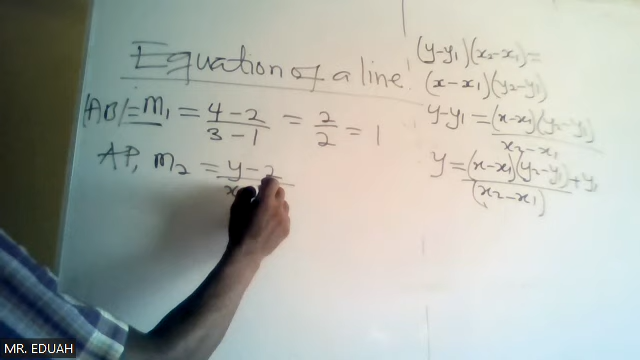 Equation of a line!
|AB| = m₁ = 4-2/3-1 = 2/2 = 1
AP, m₂ = y-2/x
(y-y₁)(x₂-x₁)=
(x-x₁)(y₂-y₁)
y-y₁ = (x-x₁)(y₂-y₁)/x₂-x₁
y = (x-x₁)(y₂-y₁)/(x₂-x₁) + y₁
MR. EDUAH